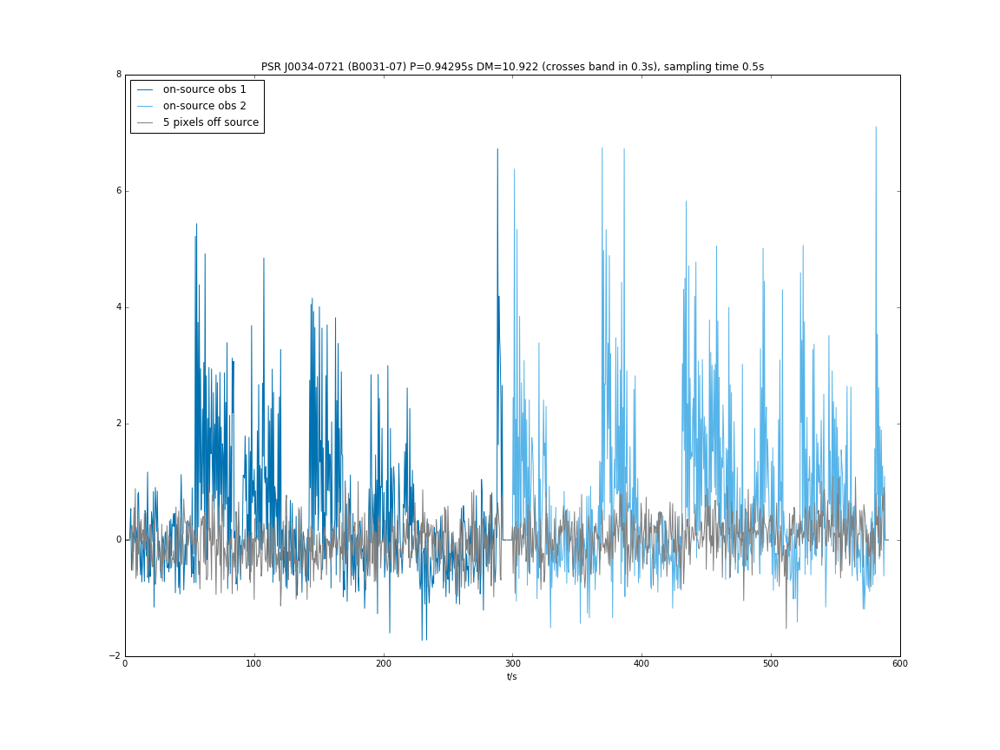 PSR J0034-0721 (B0031-07) P=0.94295s DM=10.922 (crosses band in 0.3s), sampling time 0.5s
8
on-source obs 1
on-source obs 2
5 pixels off source
6
4
2
0
−2
0 100 200 300 400 500 600
t/s